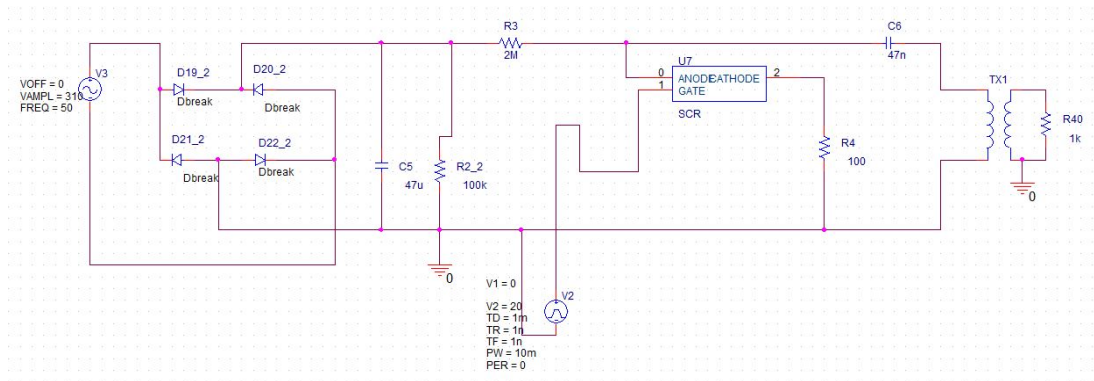 V3
VOFF = 0
VAMPL = 310
FREQ = 50
D19_2
Dbreak
D20_2
Dbreak
D21_2
Dbreak
D22_2
Dbreak
C5
47u
R2_2
100k
0
R3
2M
U7
0
1
ANODE
CATHODE
GATE
2
SCR
R4
100
C6
47n
TX1
R40
1k
0
V1 = 0
V2
V2 = 20
TD = 1m
TR = 1n
TF = 1n
PW = 10m
PER = 0